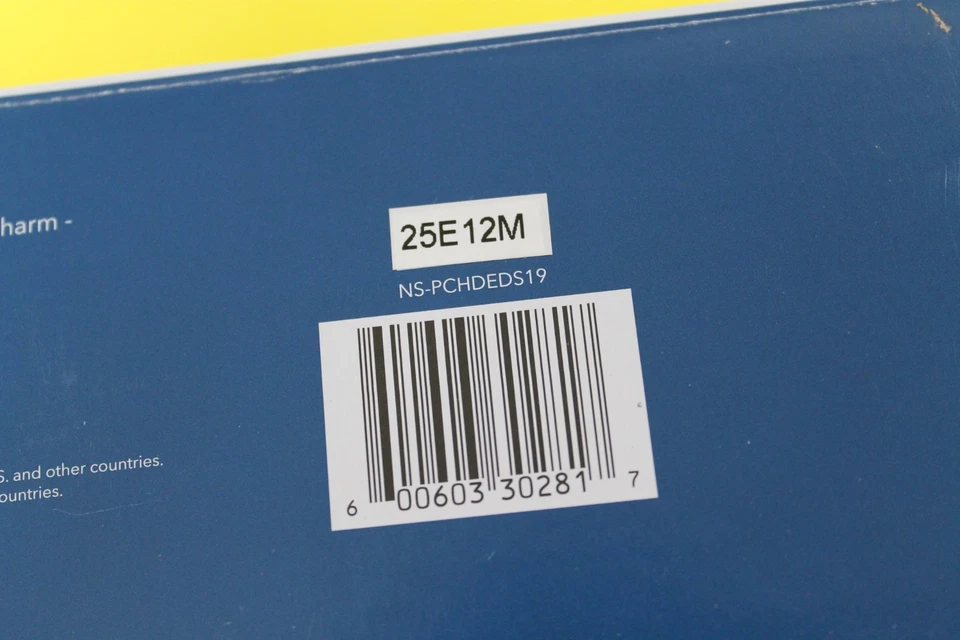 harm -
25E12M
NS-PCHDEDS19
S. and other countries.
ountries.
6 00603 30281 7